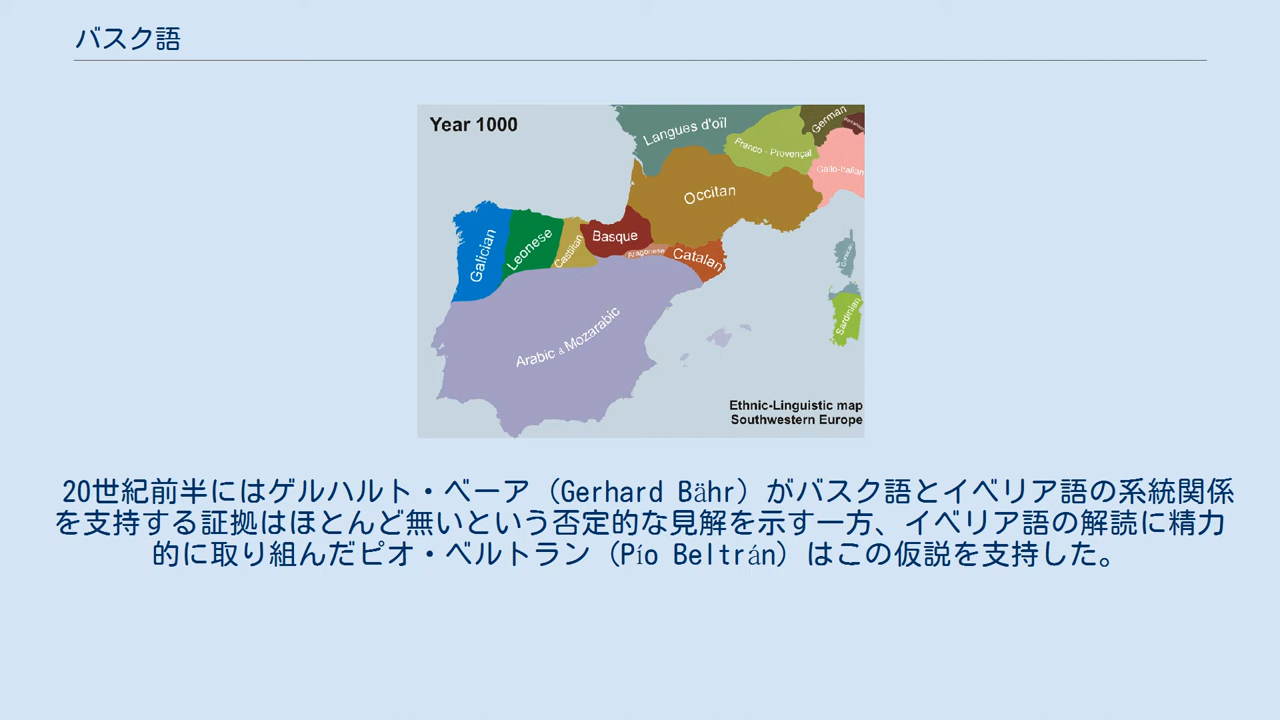 バスク語
Year 1000
Langues d'oïl
German
Franco - Provençal
Gallo-Italian
Occitan
Galician
Leonese
Castilian
Basque
Aragonese
Catalan
Corsican
Sardinian
Arabic & Mozarabic
Ethnic-Linguistic map
Southwestern Europe
20世紀前半にはゲルハルト・ベーア（Gerhard Bähr）がバスク語とイベリア語の系統関係
を支持する証拠はほとんど無いという否定的な見解を示す一方、イベリア語の解読に精力
的に取り組んだピオ・ベルトラン（Pío Beltrán）はこの仮説を支持した。